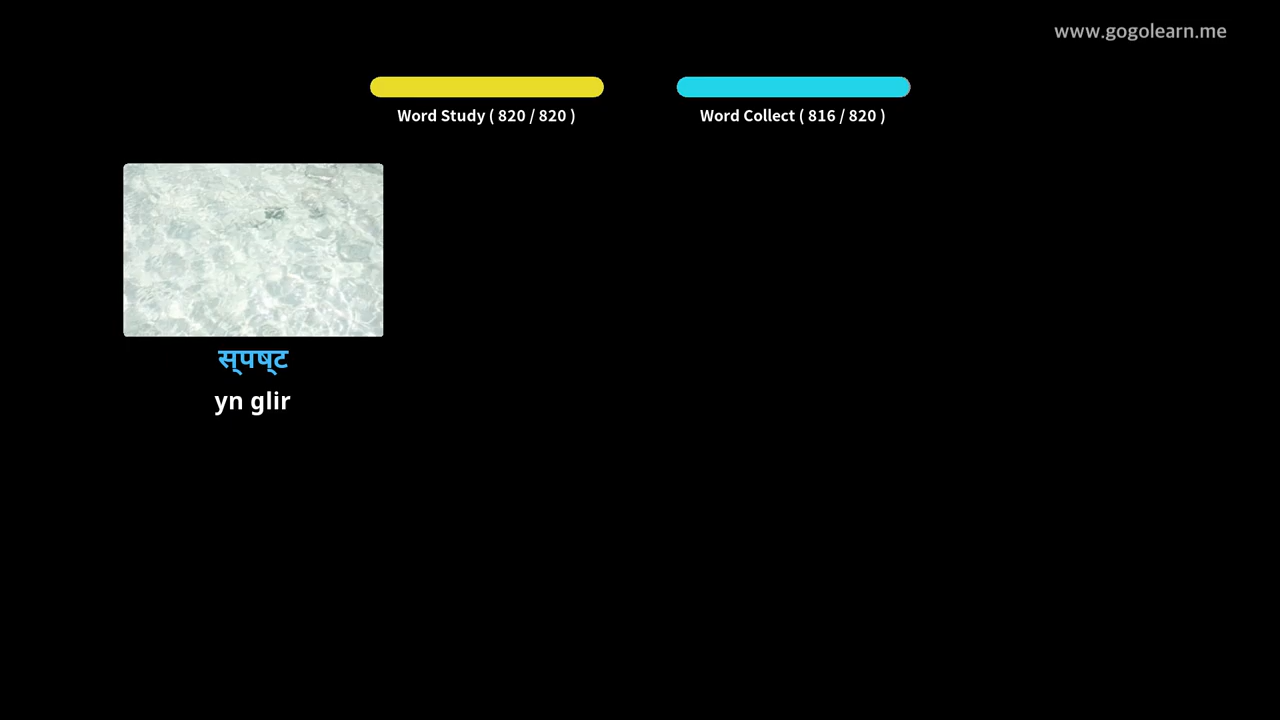 www.gogolearn.me
Word Study ( 820 / 820 )
Word Collect ( 816 / 820 )
स्पष्ट
yn glir